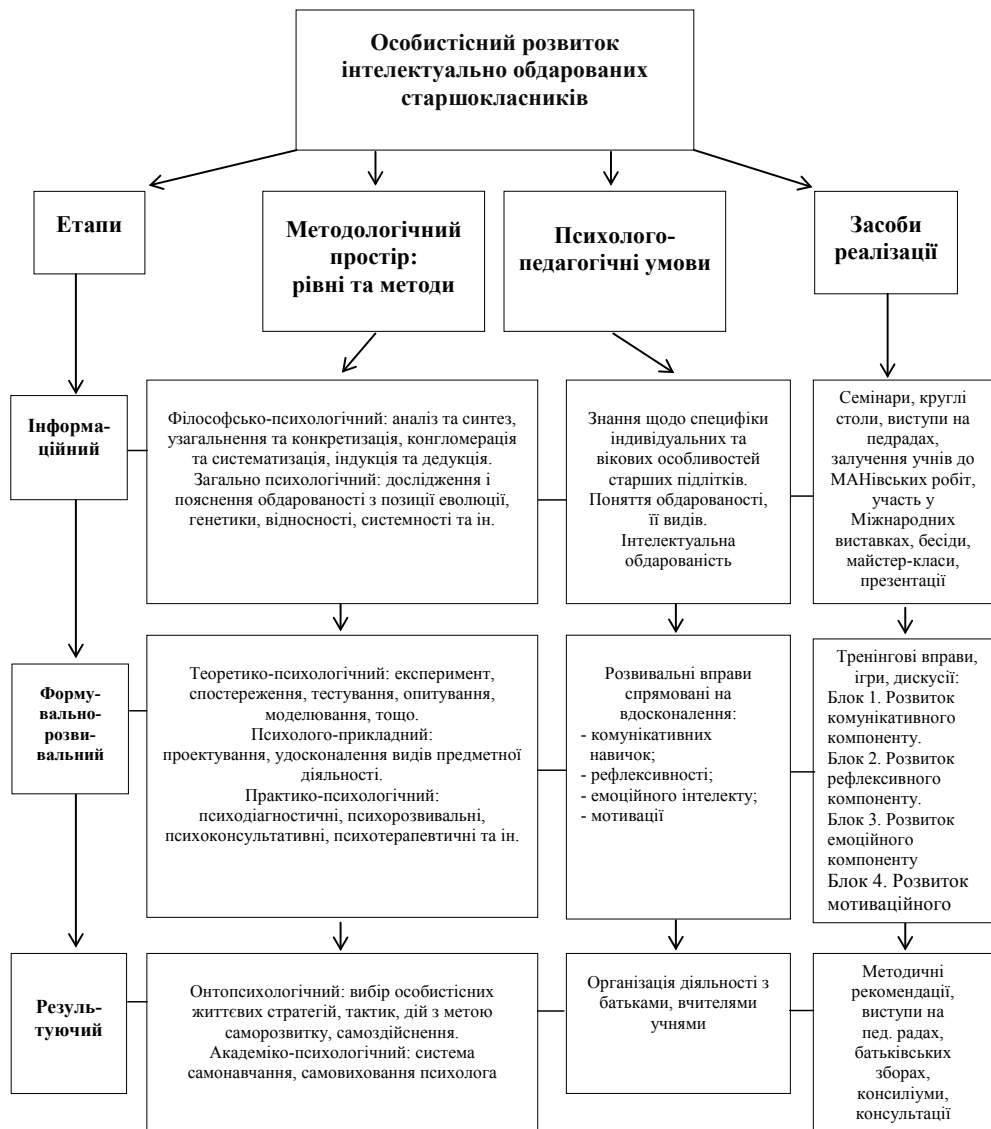 Особистісний розвиток
інтелектуально обдарованих
старшокласників
Етапи
Методологічний
простір:
рівні та методи
Психолого-
педагогічні умови
Засоби
реалізації
Інформа-
ційний
Філософсько-психологічний: аналіз та синтез,
узагальнення та конкретизація, конгломерація
та систематизація, індукція та дедукція.
Загально психологічний: дослідження і
пояснення обдарованості з позиції еволюції,
генетики, відносності, системності та ін.
Знання щодо специфіки
індивідуальних та
вікових особливостей
старших підлітків.
Поняття обдарованості,
її видів.
Інтелектуальна
обдарованість
Семінари, круглі
столи, виступи на
педрадах,
залучення учнів до
МАНівських робіт,
участь у
Міжнародних
виставках, бесіди,
майстер-класи,
презентації
Форму-
вально-
розви-
вальний
Теоретико-психологічний: експеримент,
спостереження, тестування, опитування,
моделювання, тощо.
Психолого-прикладний:
проектування, удосконалення видів предметної
діяльності.
Практико-психологічний:
психодіагностичні, психорозвивальні,
психоконсультативні, психотерапевтичні та ін.
Розвивальні вправи
спрямовані на
вдосконалення:
- комунікативних
навичок;
- рефлексивності;
- емоційного інтелекту;
- мотивації
Тренінгові вправи,
ігри, дискусії:
Блок 1. Розвиток
комунікативного
компоненту.
Блок 2. Розвиток
рефлексивного
компоненту.
Блок 3. Розвиток
емоційного
компоненту
Блок 4. Розвиток
мотиваційного
Резуль-
туючий
Онтопсихологічний: вибір особистісних
життєвих стратегій, тактик, дій з метою
саморозвитку, самоздійснення.
Академіко-психологічний: система
самонавчання, самовиховання психолога
Організація діяльності з
батьками, вчителями
учнями
Методичні
рекомендації,
виступи на
пед. радах,
батьківських
зборах,
консиліуми,
консультації